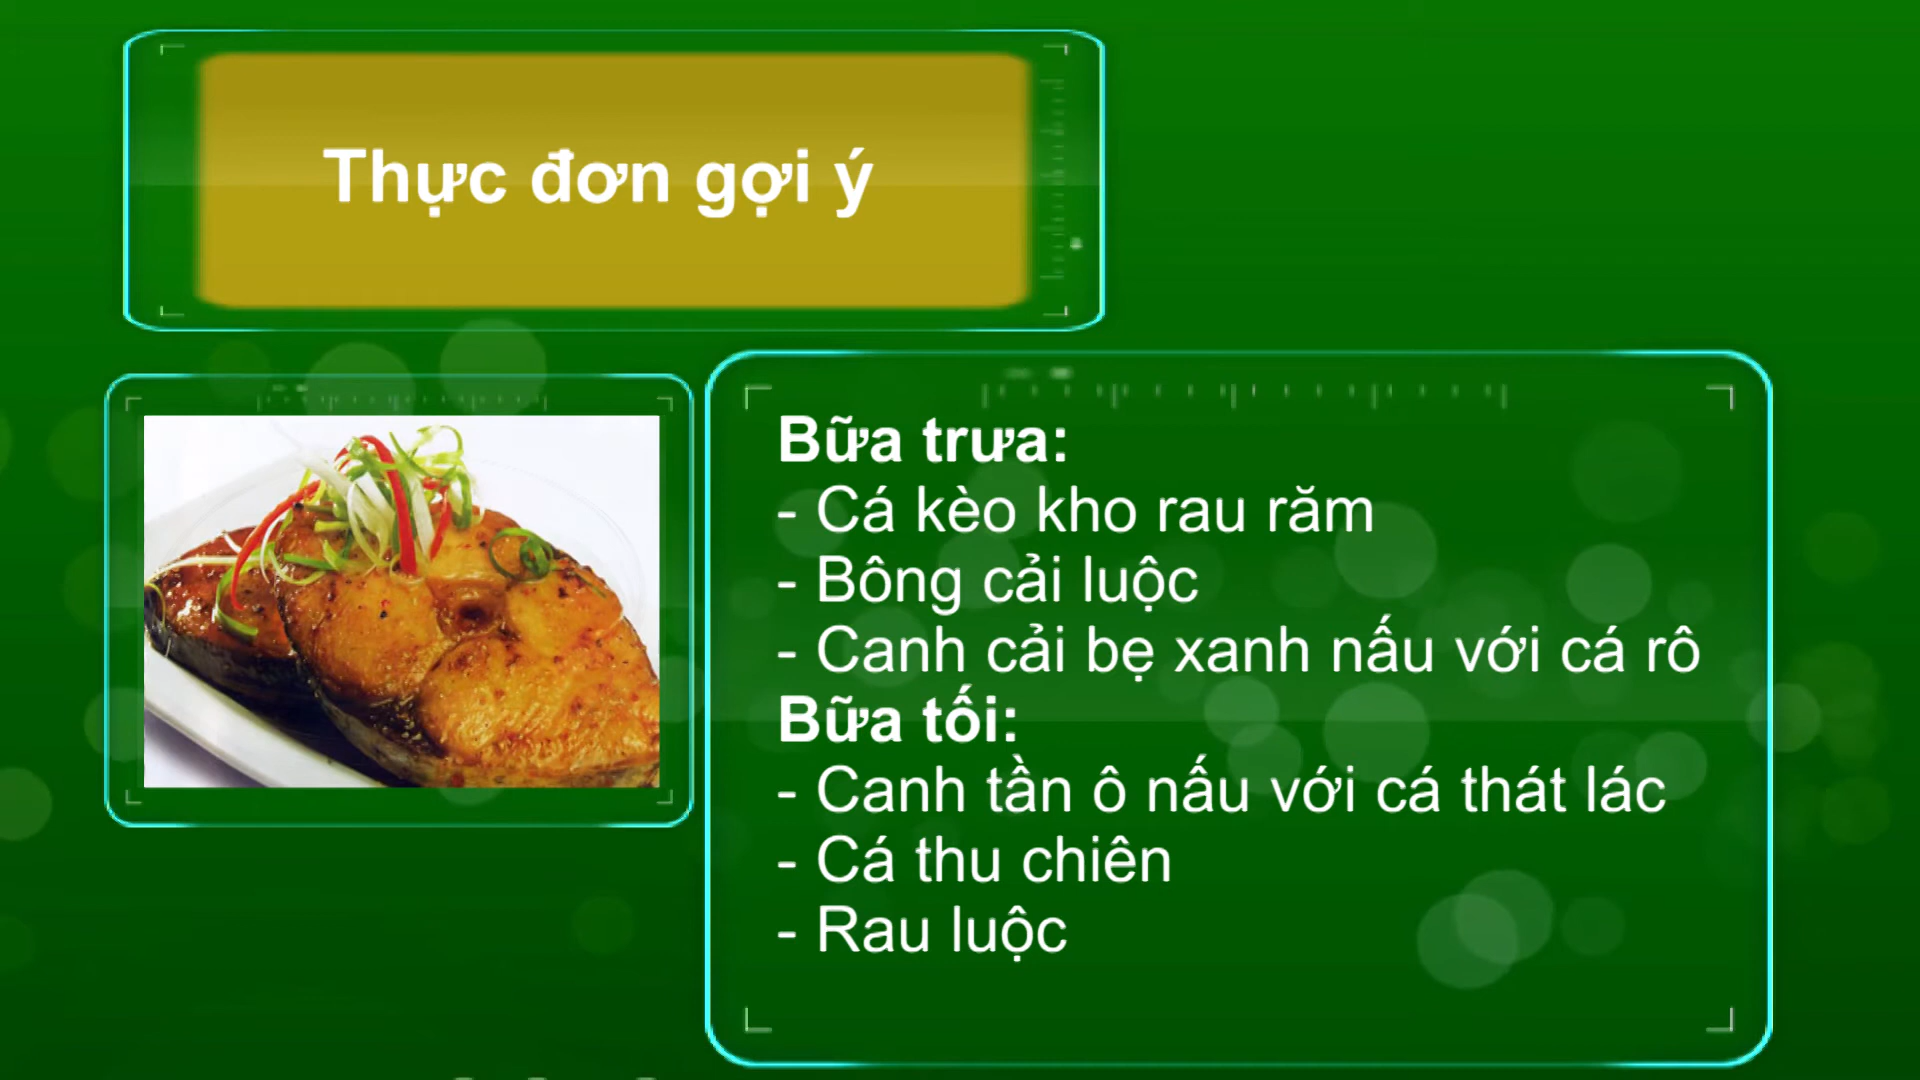 Thực đơn gợi ý
Bữa trưa:
- Cá kèo kho rau răm
- Bông cải luộc
- Canh cải bẹ xanh nấu với cá rô
Bữa tối:
- Canh tần ô nấu với cá thát lác
- Cá thu chiên
- Rau luộc